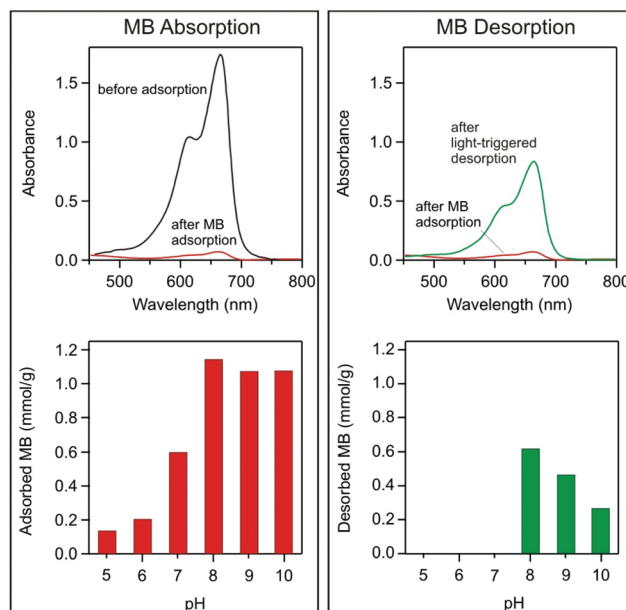 MB Absorption
1.5
1.0
0.5
0.0
Absorbance
before adsorption
after MB
adsorption
500 600 700 800
Wavelength (nm)
1.2
1.0
0.8
0.6
0.4
0.2
0.0
Adsorbed MB (mmol/g)
5 6 7 8 9 10
pH
MB Desorption
1.5
1.0
0.5
0.0
Absorbance
after
light-triggered
desorption
after MB
adsorption
500 600 700 800
Wavelength (nm)
1.2
1.0
0.8
0.6
0.4
0.2
0.0
Desorbed MB (mmol/g)
5 6 7 8 9 10
pH